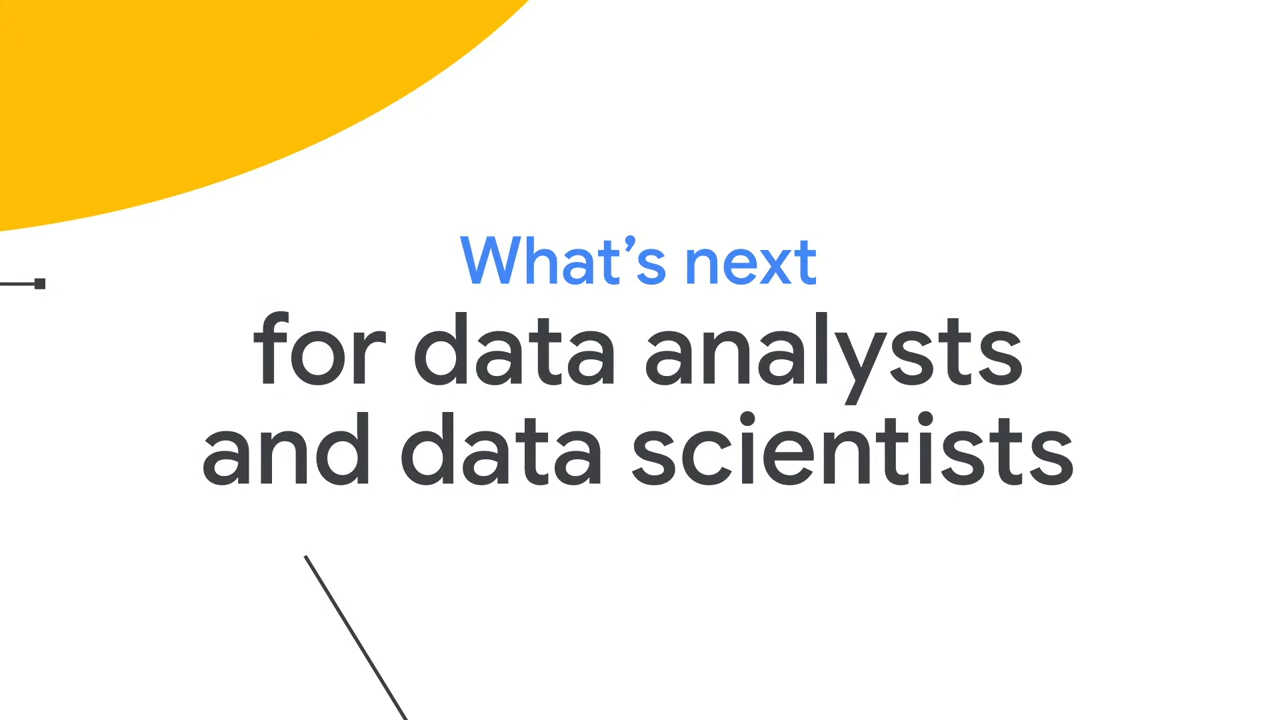 What’s next
for data analysts
and data scientists